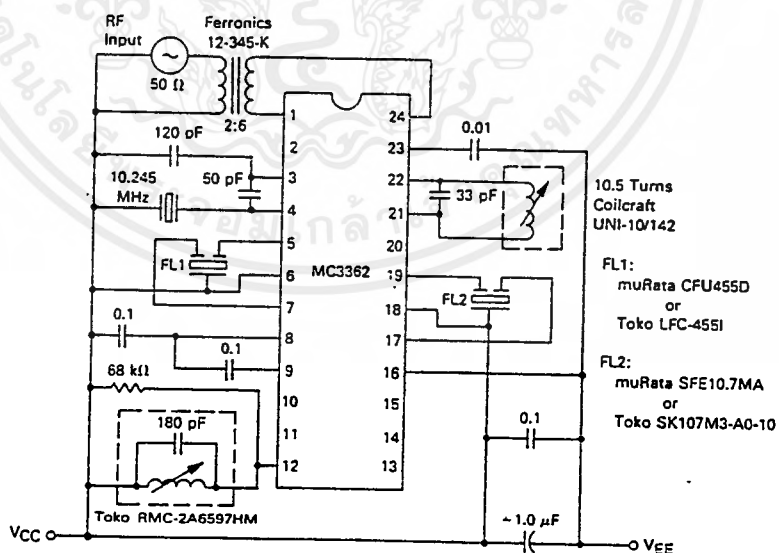 RF
Input
50 Ω
Ferronics
12-345-K
2:6
120 pF
50 pF
10.245
MHz
FL1
0.1
0.1
68 kΩ
180 pF
Toko RMC-2A6597HM
VCC
1
2
3
4
5
6
7
8
9
10
11
12
MC3362
24
23
22
21
20
19
18
17
16
15
14
13
0.01
33 pF
10.5 Turns
Coilcraft
UNI-10/142
FL2
FL1:
muRata CFU455D
or
Toko LFC-455I
FL2:
muRata SFE10.7MA
or
Toko SK107M3-A0-10
0.1
~1.0 μF
VEE